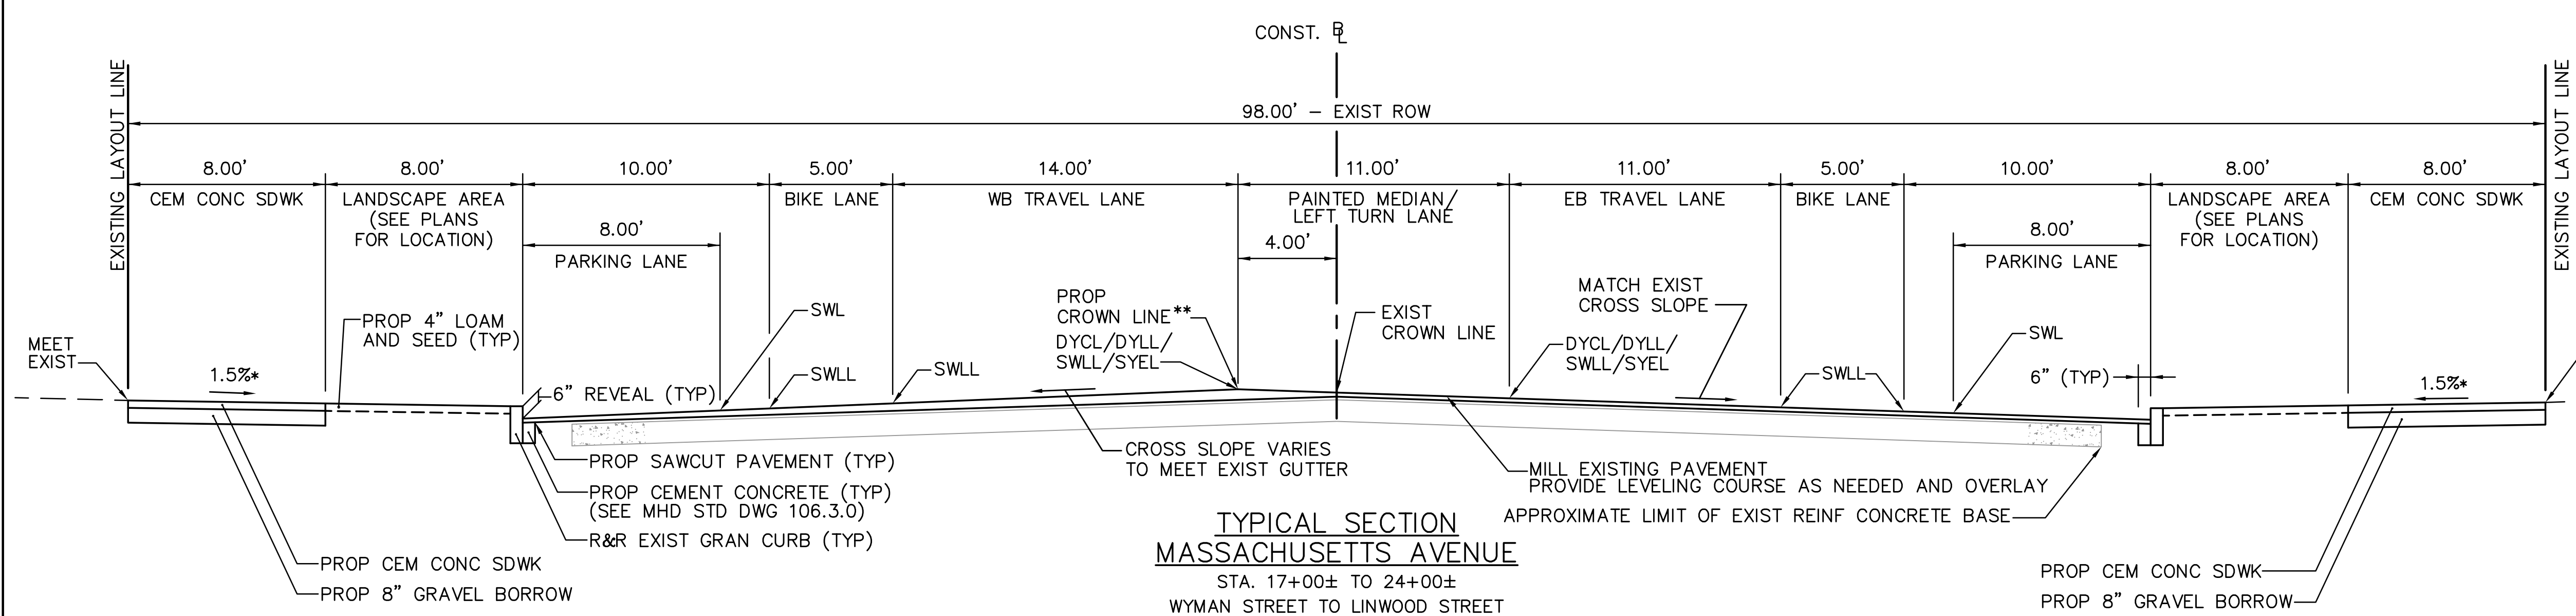 CONST. BL
EXISTING LAYOUT LINE
EXISTING LAYOUT LINE
98.00' – EXIST ROW
8.00'
8.00'
10.00'
5.00'
14.00'
11.00'
11.00'
5.00'
10.00'
8.00'
8.00'
CEM CONC SDWK
LANDSCAPE AREA
(SEE PLANS
FOR LOCATION)
BIKE LANE
WB TRAVEL LANE
PAINTED MEDIAN/
LEFT TURN LANE
EB TRAVEL LANE
BIKE LANE
LANDSCAPE AREA
(SEE PLANS
FOR LOCATION)
CEM CONC SDWK
8.00'
PARKING LANE
4.00'
8.00'
PARKING LANE
MEET
EXIST
1.5%*
PROP 4" LOAM
AND SEED (TYP)
6" REVEAL (TYP)
SWL
SWLL
SWLL
PROP
CROWN LINE**
DYCL/DYLL/
SWLL/SYEL
EXIST
CROWN LINE
MATCH EXIST
CROSS SLOPE
DYCL/DYLL/
SWLL/SYEL
SWLL
SWL
6" (TYP)
1.5%*
PROP SAWCUT PAVEMENT (TYP)
PROP CEMENT CONCRETE (TYP)
(SEE MHD STD DWG 106.3.0)
R&R EXIST GRAN CURB (TYP)
CROSS SLOPE VARIES
TO MEET EXIST GUTTER
MILL EXISTING PAVEMENT
PROVIDE LEVELING COURSE AS NEEDED AND OVERLAY
APPROXIMATE LIMIT OF EXIST REINF CONCRETE BASE
PROP CEM CONC SDWK
PROP 8" GRAVEL BORROW
PROP CEM CONC SDWK
PROP 8" GRAVEL BORROW
TYPICAL SECTION
MASSACHUSETTS AVENUE
STA. 17+00± TO 24+00±
WYMAN STREET TO LINWOOD STREET